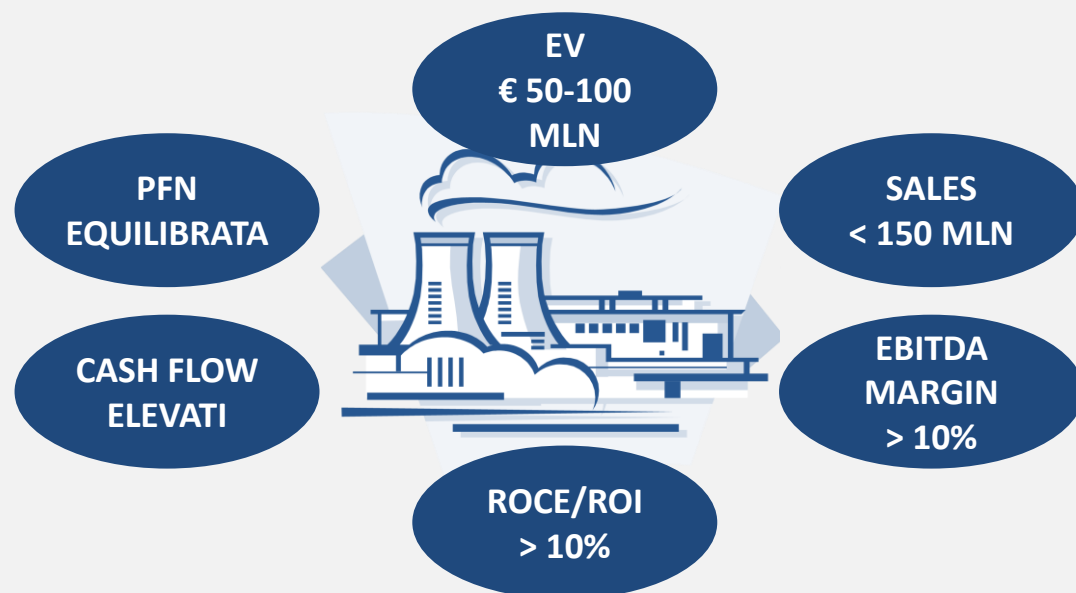 EV
€ 50-100
MLN
PFN
EQUILIBRATA
SALES
< 150 MLN
CASH FLOW
ELEVATI
EBITDA
MARGIN
> 10%
ROCE/ROI
> 10%